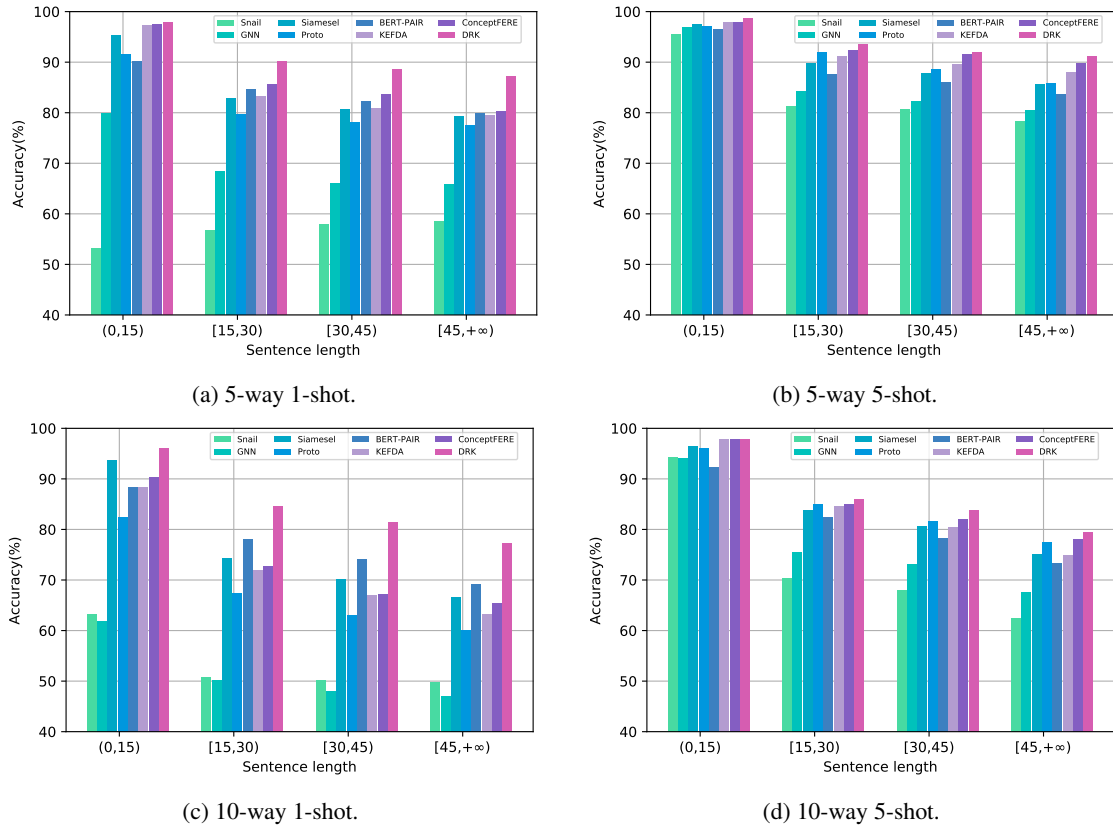 100
90
80
70
60
50
40
Accuracy(%)
Snail
GNN
Siamesel
Proto
BERT-PAIR
KEFDA
ConceptFERE
DRK
(0,15)
[15,30)
[30,45)
[45,+∞)
Sentence length
(a) 5-way 1-shot.
100
90
80
70
60
50
40
Accuracy(%)
Snail
GNN
Siamesel
Proto
BERT-PAIR
KEFDA
ConceptFERE
DRK
(0,15)
[15,30)
[30,45)
[45,+∞)
Sentence length
(b) 5-way 5-shot.
100
90
80
70
60
50
40
Accuracy(%)
Snail
GNN
Siamesel
Proto
BERT-PAIR
KEFDA
ConceptFERE
DRK
(0,15)
[15,30)
[30,45)
[45,+∞)
Sentence length
(c) 10-way 1-shot.
100
90
80
70
60
50
40
Accuracy(%)
Snail
GNN
Siamesel
Proto
BERT-PAIR
KEFDA
ConceptFERE
DRK
(0,15)
[15,30)
[30,45)
[45,+∞)
Sentence length
(d) 10-way 5-shot.